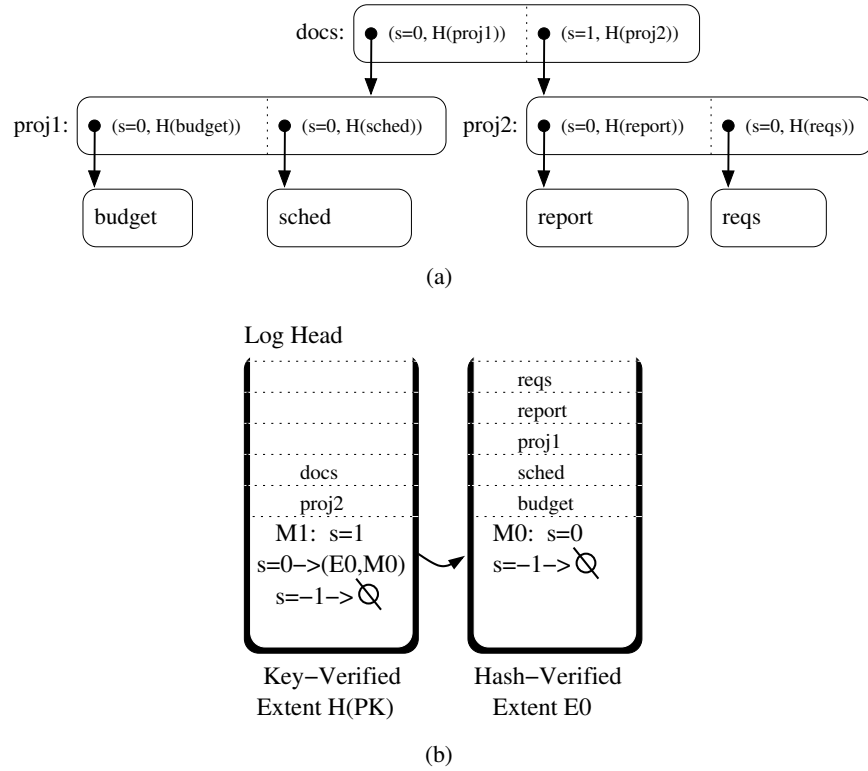 docs: (s=0, H(proj1)) (s=1, H(proj2))
proj1: (s=0, H(budget)) (s=0, H(sched)) proj2: (s=0, H(report)) (s=0, H(reqs))
budget sched report reqs
(a)
Log Head
reqs
report
proj1
docs sched
proj2 budget
M1: s=1 M0: s=0
s=0->(E0,M0) s=-1->∅
s=-1->∅
Key-Verified Hash-Verified
Extent H(PK) Extent E0
(b)